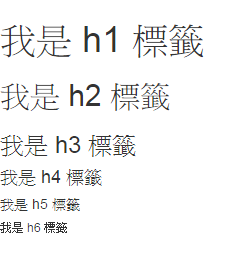 我是 h1 標籤
我是 h2 標籤
我是 h3 標籤
我是 h4 標籤
我是 h5 標籤
我是 h6 標籤